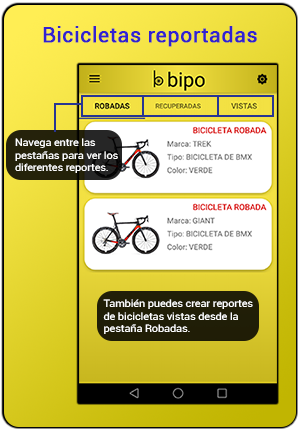 Bicicletas reportadas
bipo
ROBADAS RECUPERADAS VISTAS
BICICLETA ROBADA
Marca: TREK
Tipo: BICICLETA DE BMX
Color: VERDE
Navega entre las
pestañas para ver los
diferentes reportes.
BICICLETA ROBADA
Marca: GIANT
Tipo: BICICLETA DE BMX
Color: VERDE
También puedes crear reportes
de bicicletas vistas desde la
pestaña Robadas.